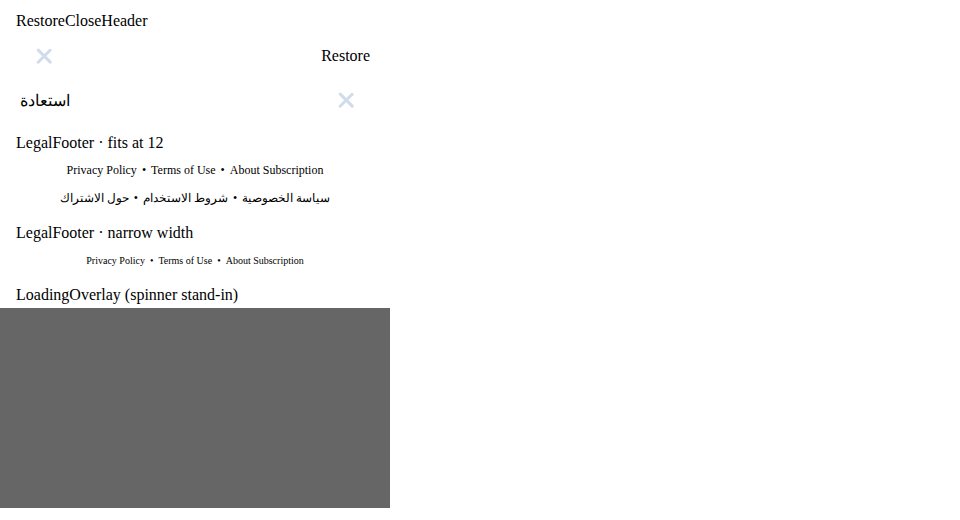 RestoreCloseHeader
Restore
استعادة
LegalFooter · fits at 12
Privacy Policy • Terms of Use • About Subscription
سياسة الخصوصية • شروط الاستخدام • حول الاشتراك
LegalFooter · narrow width
Privacy Policy • Terms of Use • About Subscription
LoadingOverlay (spinner stand-in)